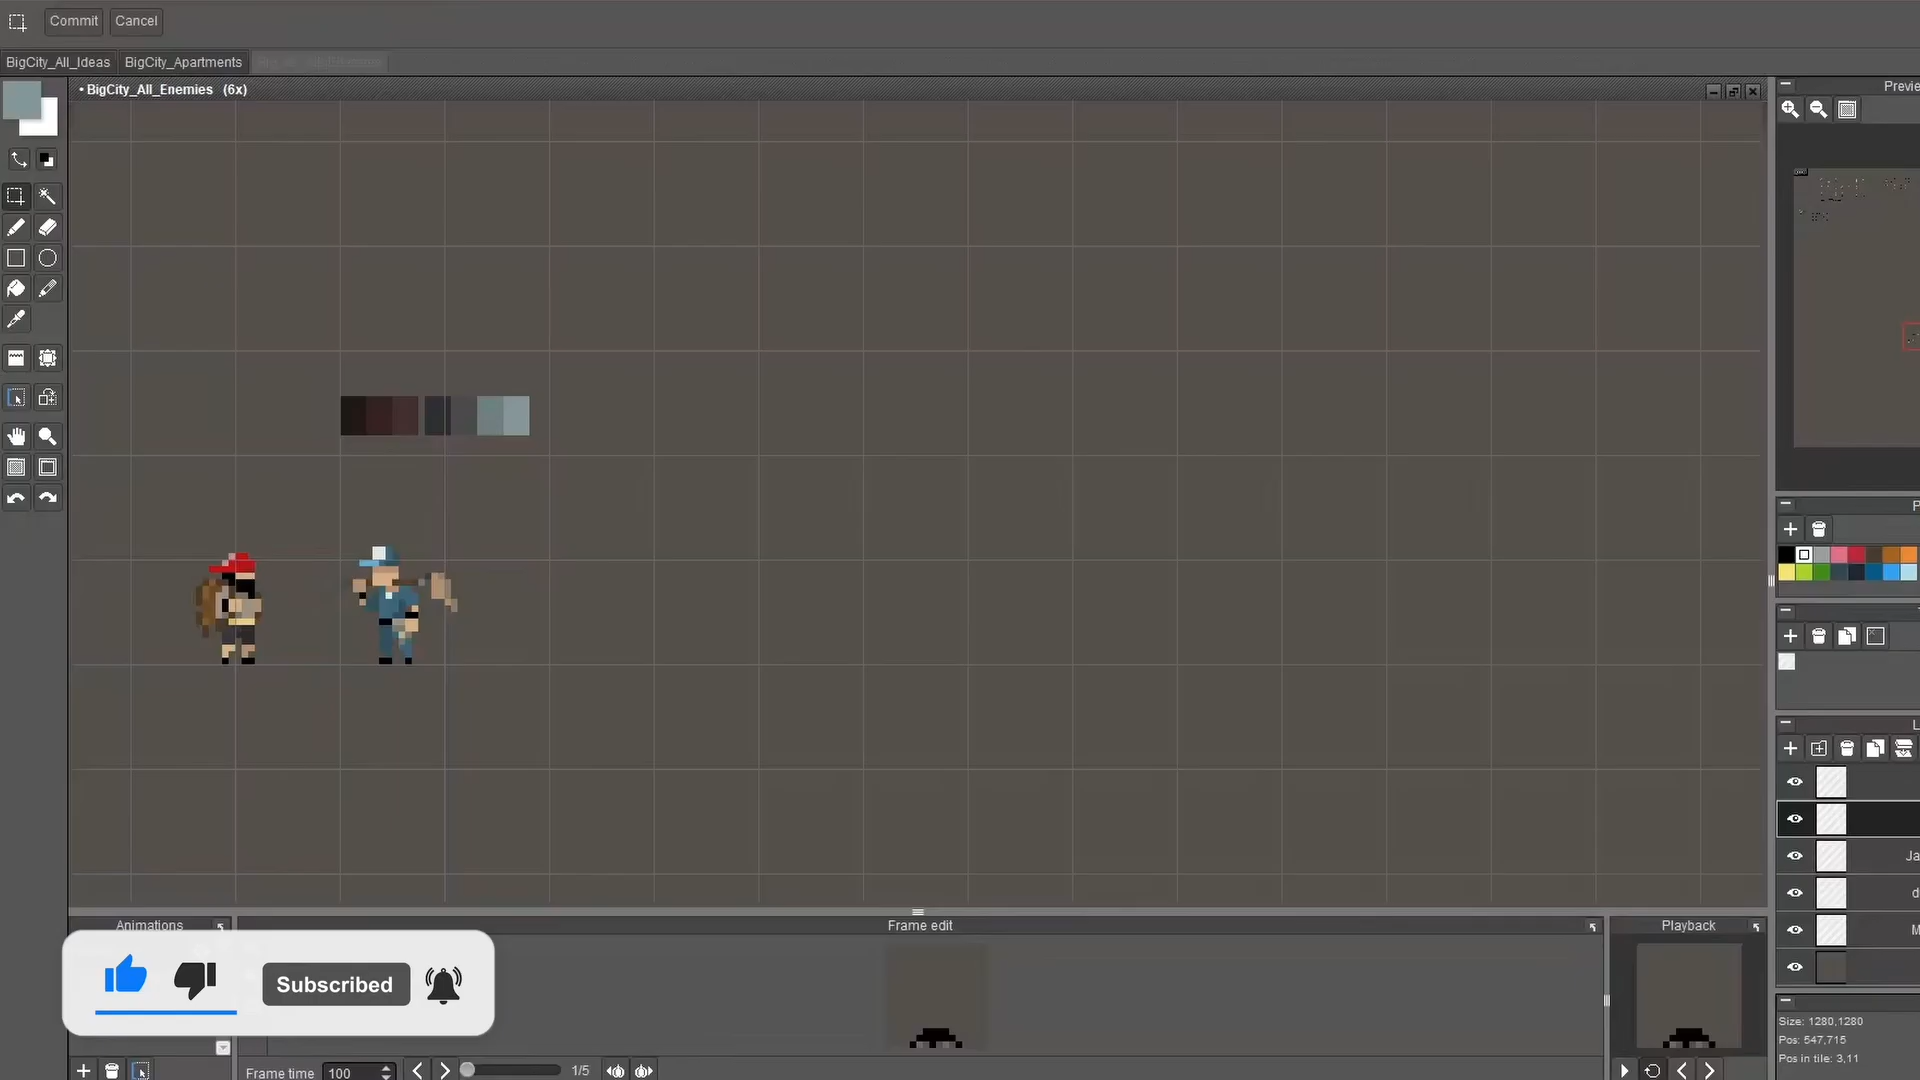 Commit
Cancel
BigCity_All_Ideas
BigCity_Apartments
• BigCity_All_Enemies (6x)
Previe
Animations
Frame edit
Playback
Subscribed
Frame time
100
1/5
Ja
d
M
Size: 1280,1280
Pos: 547,715
Pos in tile: 3,11